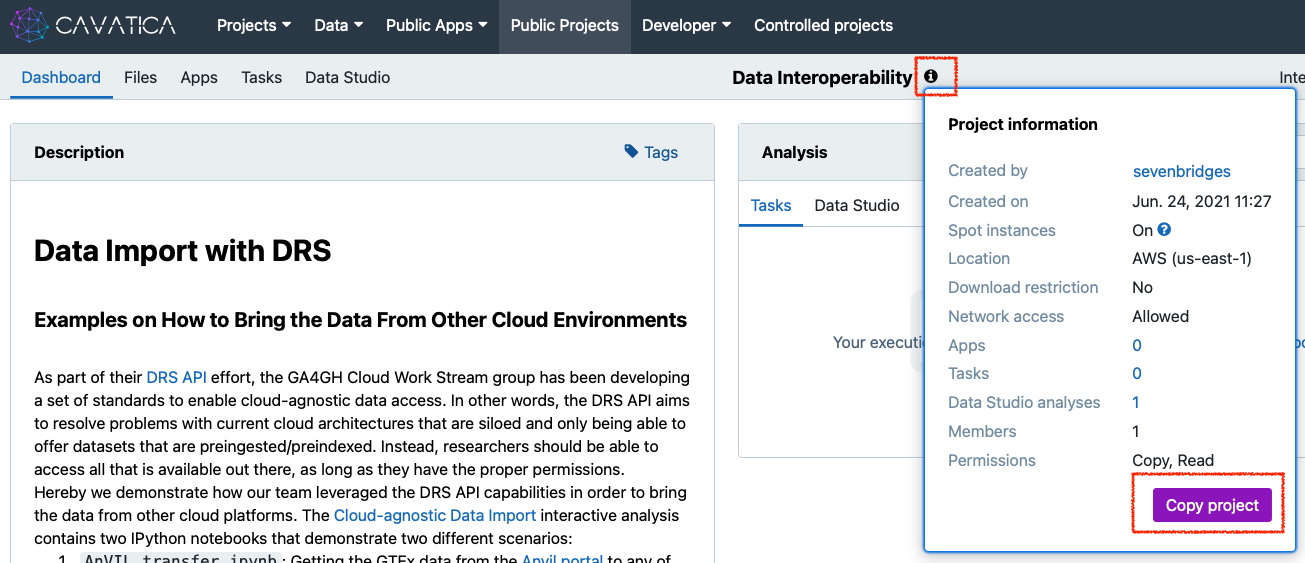 CAVATICA Projects Data Public Apps Public Projects Developer Controlled projects
Dashboard Files Apps Tasks Data Studio Data Interoperability
Description Tags
Data Import with DRS
Examples on How to Bring the Data From Other Cloud Environments
As part of their DRS API effort, the GA4GH Cloud Work Stream group has been developing
a set of standards to enable cloud-agnostic data access. In other words, the DRS API aims
to resolve problems with current cloud architectures that are siloed and only being able to
offer datasets that are preingested/preindexed. Instead, researchers should be able to
access all that is available out there, as long as they have the proper permissions.
Hereby we demonstrate how our team leveraged the DRS API capabilities in order to bring
the data from other cloud platforms. The Cloud-agnostic Data Import interactive analysis
contains two IPython notebooks that demonstrate two different scenarios:
1. AnVIL_transfer.ipynb: Getting the GTEx data from the Anvil portal to any of
Analysis
Tasks Data Studio
Your
Project information
Created by sevenbridges
Created on Jun. 24, 2021 11:27
Spot instances On
Location AWS (us-east-1)
Download restriction No
Network access Allowed
Apps 0
Tasks 0
Data Studio analyses 1
Members 1
Permissions Copy, Read
Copy project